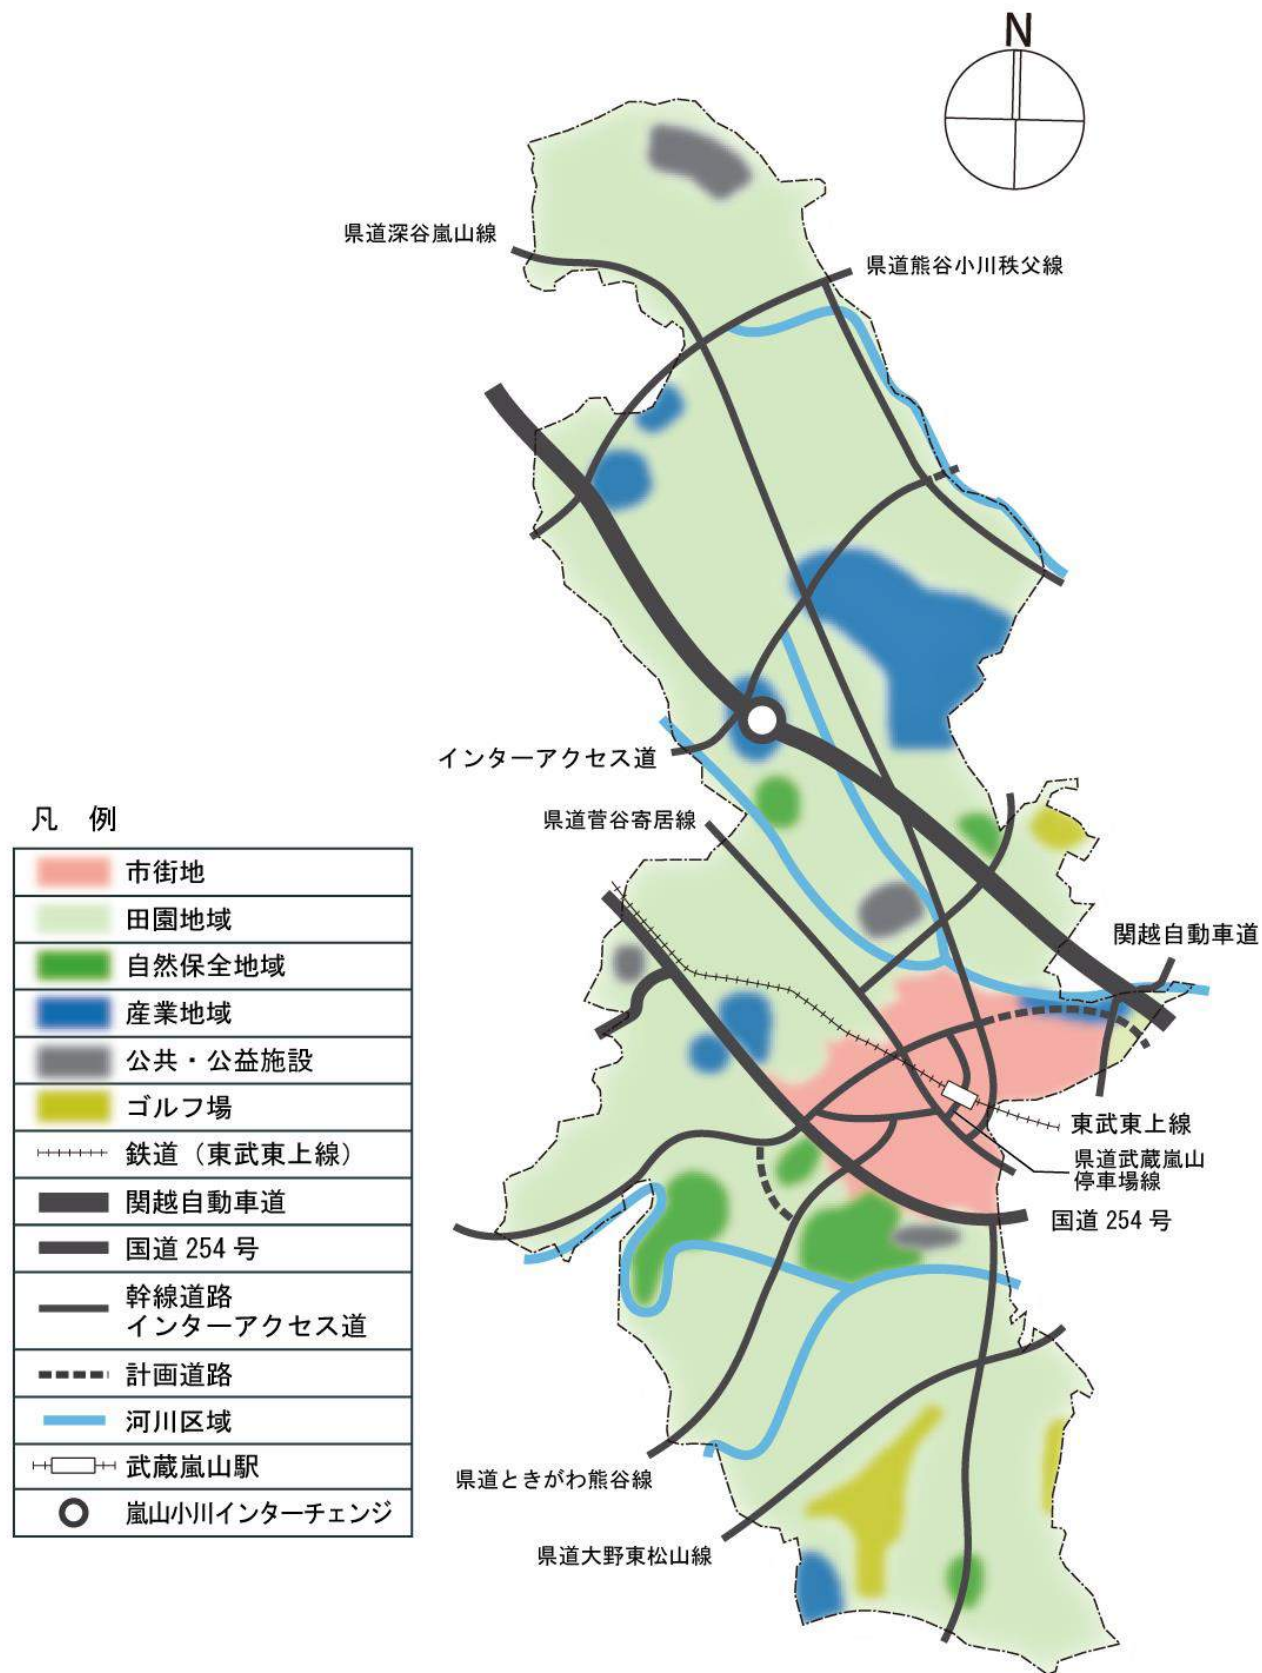 N
県道深谷嵐山線
県道熊谷小川秩父線
インターアクセス道
県道菅谷寄居線
関越自動車道
東武東上線
県道武蔵嵐山
停車場線
国道 254 号
県道ときがわ熊谷線
県道大野東松山線
凡 例
市街地
田園地域
自然保全地域
産業地域
公共・公益施設
ゴルフ場
鉄道（東武東上線）
関越自動車道
国道 254 号
幹線道路
インターアクセス道
計画道路
河川区域
武蔵嵐山駅
嵐山小川インターチェンジ